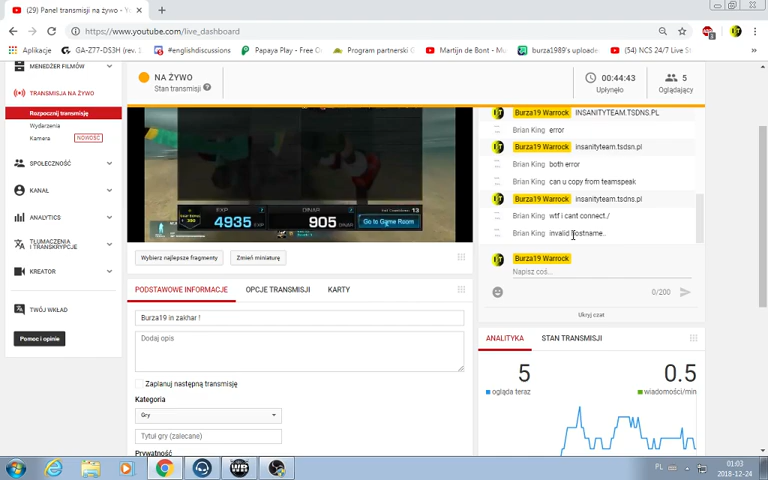 (29) Panel transmisji na żywo - Yo
https://www.youtube.com/live_dashboard
Aplikacje
GA-Z77-DS3H (rev.
#englishdiscussions
Papaya Play - Free O
Program partnerski
Martijn de Bont - Mu
burza1989's uploade
(54) NCS 24/7 Live St
MENEDŻER FILMÓW
TRANSMISJA NA ŻYWO
Rozpocznij transmisję
Wydarzenia
Kamera
NOWOŚĆ
SPOŁECZNOŚĆ
KANAŁ
ANALYTICS
TŁUMACZENIA
I TRANSKRYPCJE
KREATOR
TWÓJ WKŁAD
Pomoc i opinie
NA ŻYWO
Stan transmisji
00:44:43
Upłynęło
5
Oglądający
EXP 4935 EXP
DINAR 905 DINAR
13
Go to Game Room
Wybierz najlepsze fragmenty
Zmień miniaturę
PODSTAWOWE INFORMACJE
OPCJE TRANSMISJI
KARTY
Burza19 in zakhar !
Dodaj opis
Zaplanuj następną transmisję
Kategoria
Gry
Tytuł gry (zalecane)
Prywatność
Burza19 Warrock INSANITYTEAM.TSDNS.PL
Brian King error
Burza19 Warrock insanityteam.tsdsn.pl
Brian King both error
Brian King can u copy from teamspeak
Burza19 Warrock insanityteam.tsdns.pl
Brian King wtf i cant connect./
Brian King invalid hostname..
Burza19 Warrock
Napisz coś...
0/200
Ukryj czat
ANALITYKA
STAN TRANSMISJI
5
ogląda teraz
0.5
wiadomości/min
PL
01:03
2018-12-24